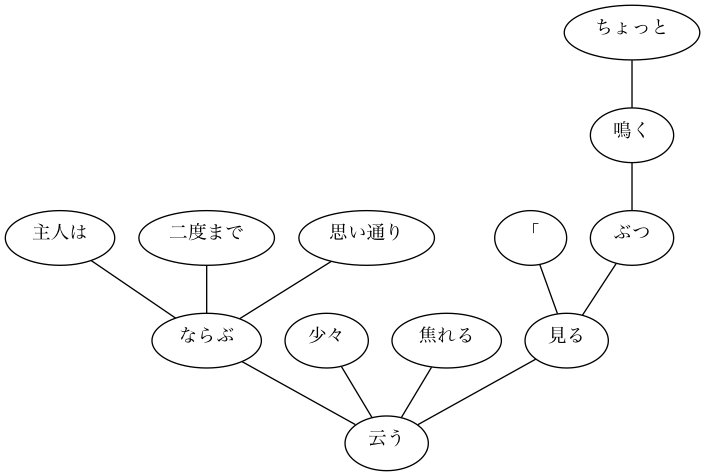 ちょっと
鳴く
主人は 二度まで 思い通り 「 ぶつ
ならぶ 少々 焦れる 見る
云う